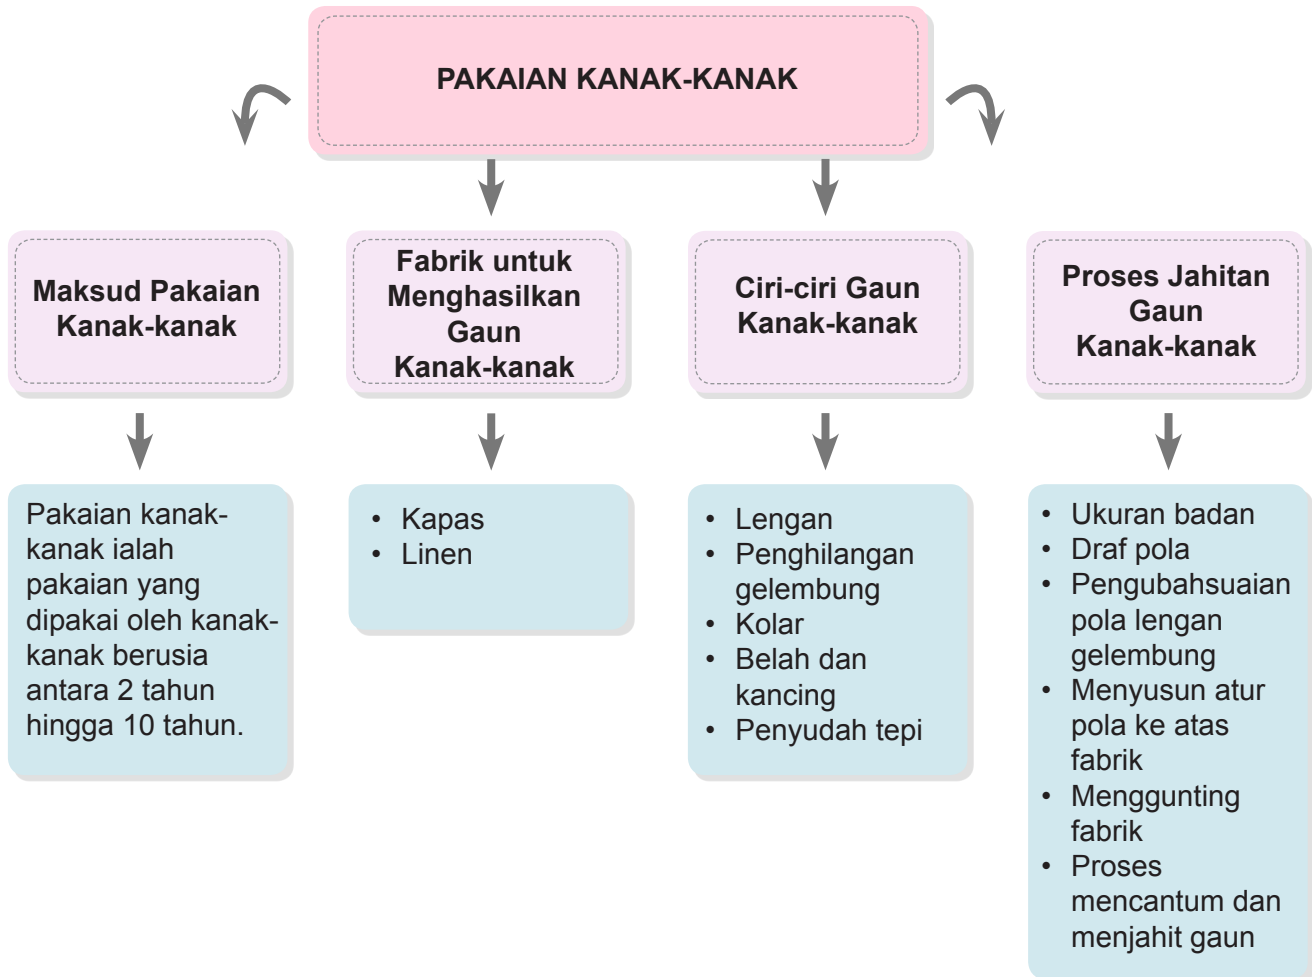 PAKAIAN KANAK-KANAK
Maksud Pakaian
Kanak-kanak
Pakaian kanak-
kanak ialah
pakaian yang
dipakai oleh kanak-
kanak berusia
antara 2 tahun
hingga 10 tahun.
Fabrik untuk
Menghasilkan
Gaun
Kanak-kanak
• Kapas
• Linen
Ciri-ciri Gaun
Kanak-kanak
• Lengan
• Penghilangan
gelembung
• Kolar
• Belah dan
kancing
• Penyudah tepi
Proses Jahitan
Gaun
Kanak-kanak
• Ukuran badan
• Draf pola
• Pengubahsuaian
pola lengan
gelembung
• Menyusun atur
pola ke atas
fabrik
• Menggunting
fabrik
• Proses
mencantum dan
menjahit gaun